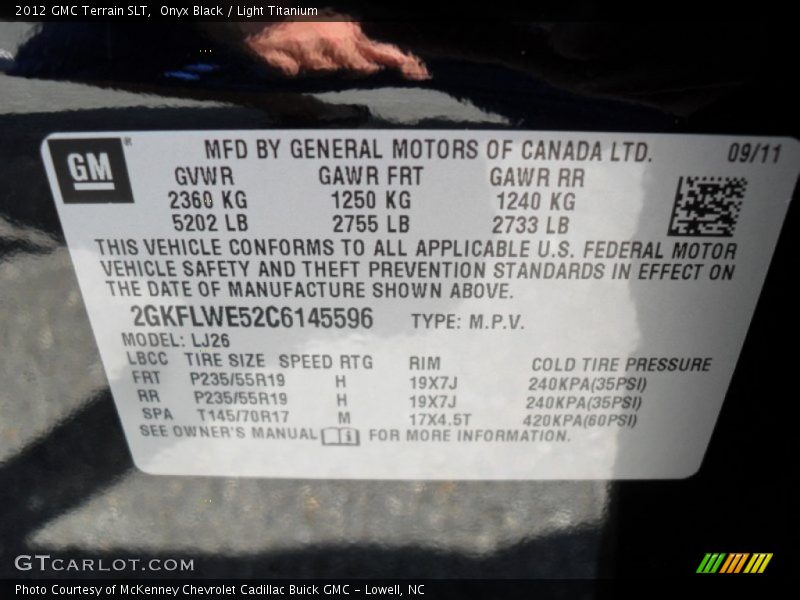 2012 GMC Terrain SLT,  Onyx Black / Light Titanium
GM®
MFD BY GENERAL MOTORS OF CANADA LTD. 09/11
GVWR GAWR FRT GAWR RR
2360 KG 1250 KG 1240 KG
5202 LB 2755 LB 2733 LB
THIS VEHICLE CONFORMS TO ALL APPLICABLE U.S. FEDERAL MOTOR
VEHICLE SAFETY AND THEFT PREVENTION STANDARDS IN EFFECT ON
THE DATE OF MANUFACTURE SHOWN ABOVE.
2GKFLWE52C6145596 TYPE: M.P.V.
MODEL: LJ26
LBCC TIRE SIZE SPEED RTG RIM COLD TIRE PRESSURE
FRT P235/55R19 H 19X7J 240KPA(35PSI)
RR P235/55R19 H 19X7J 240KPA(35PSI)
SPA T145/70R17 M 17X4.5T 420KPA(60PSI)
SEE OWNER'S MANUAL FOR MORE INFORMATION.
GTCARLOT.COM
Photo Courtesy of McKenney Chevrolet Cadillac Buick GMC - Lowell, NC